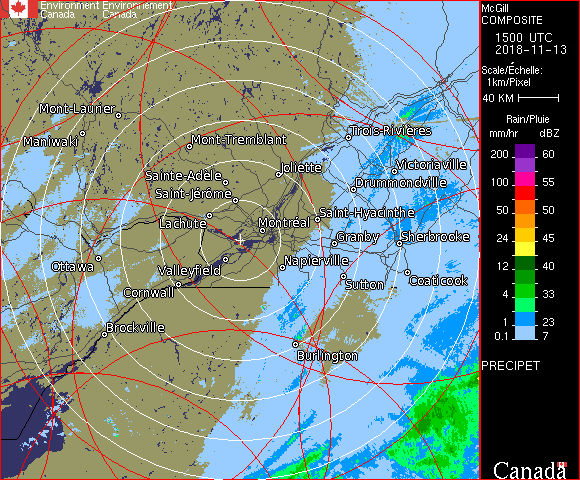 Environment Environnement
Canada Canada
McGill
COMPOSITE
1500 UTC
2018-11-13
Scale/Échelle:
1km/Pixel
40 KM
Rain/Pluie
mm/hr dBZ
200 60
100 55
50 50
24 45
12 40
4 33
1 23
0.1 7
PRECIPET
Canada
Mont-Laurier
Maniwaki
Mont-Tremblant
Trois-Rivières
Joliette
Victoriaville
Sainte-Adèle
Drummondville
Saint-Jérôme
Lachute
Saint-Hyacinthe
Montréal
Granby
Sherbrooke
Ottawa
Valleyfield
Napierville
Cornwall
Sutton
Coaticook
Brockville
Burlington